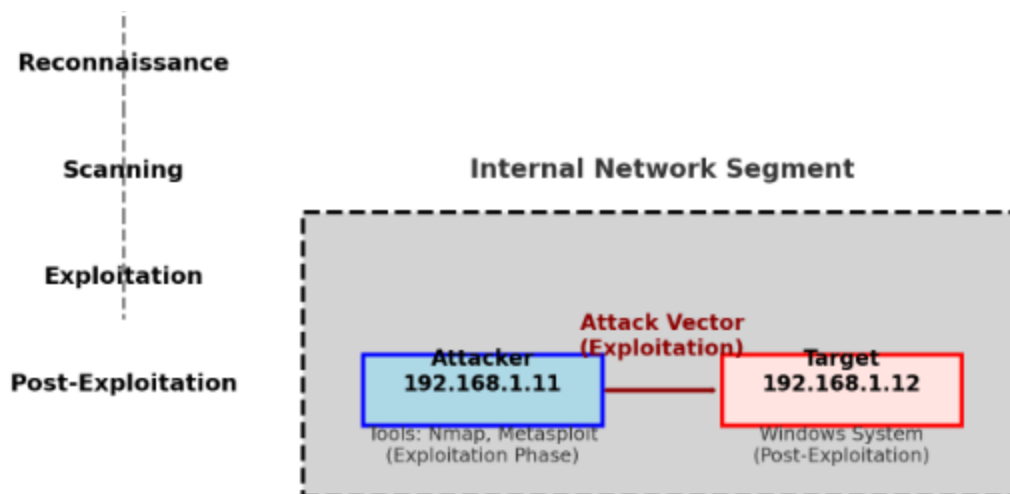 Reconnaissance
Scanning
Internal Network Segment
Exploitation
Attack Vector
(Exploitation)
Post-Exploitation
Attacker
192.168.1.11
Target
192.168.1.12
Tools: Nmap, Metasploit
(Exploitation Phase)
Windows System
(Post-Exploitation)